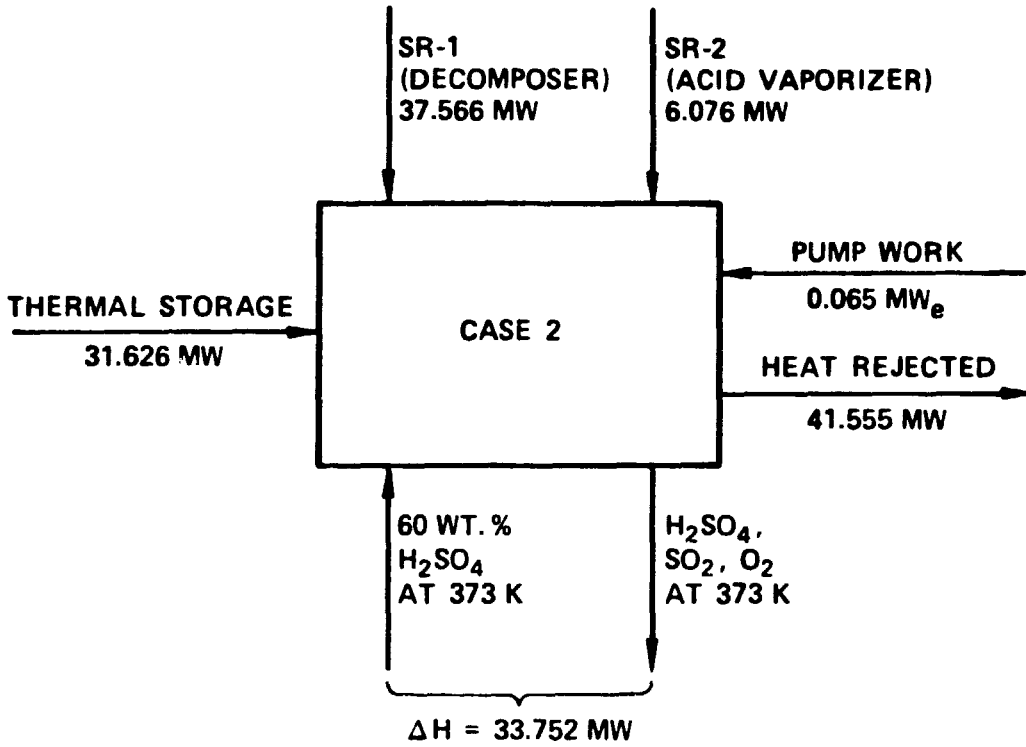 SR-1
(DECOMPOSER)
37.566 MW
SR-2
(ACID VAPORIZER)
6.076 MW
THERMAL STORAGE
31.626 MW
CASE 2
PUMP WORK
0.065 MWe
HEAT REJECTED
41.555 MW
60 WT. %
H2SO4
AT 373 K
H2SO4,
SO2, O2
AT 373 K
ΔH = 33.752 MW